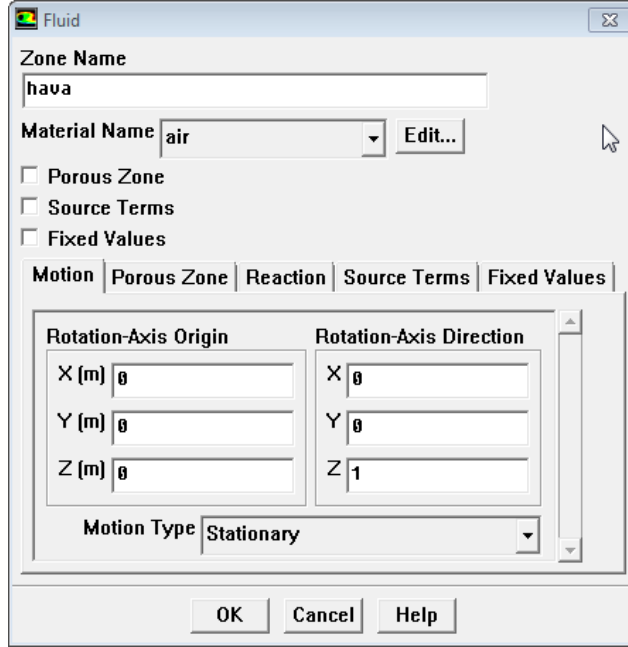 Fluid
Zone Name
hava
Material Name air Edit...
Porous Zone
Source Terms
Fixed Values
Motion Porous Zone Reaction Source Terms Fixed Values
Rotation-Axis Origin Rotation-Axis Direction
X (m) 0 X 0
Y (m) 0 Y 0
Z (m) 0 Z 1
Motion Type Stationary
OK Cancel Help